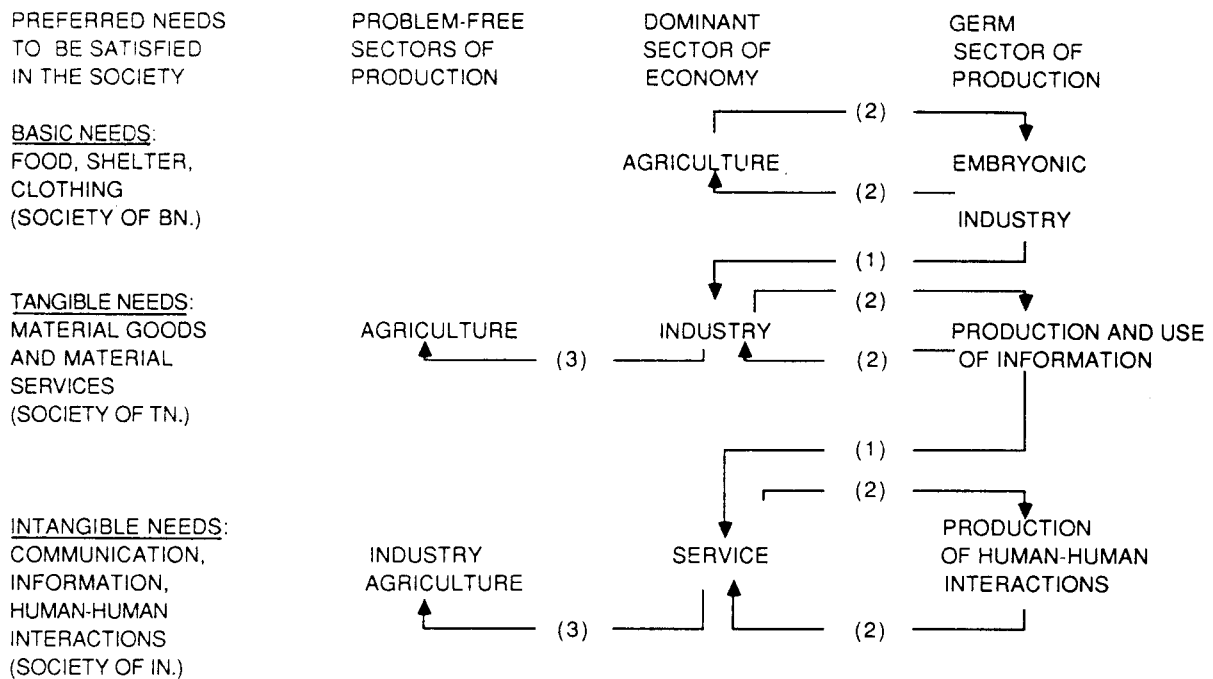 PREFERRED NEEDS
TO BE SATISFIED
IN THE SOCIETY
PROBLEM-FREE
SECTORS OF
PRODUCTION
DOMINANT
SECTOR OF
ECONOMY
GERM
SECTOR OF
PRODUCTION
BASIC NEEDS:
FOOD, SHELTER,
CLOTHING
(SOCIETY OF BN.)
(2)
AGRICULTURE
EMBRYONIC
(2)
INDUSTRY
(1)
TANGIBLE NEEDS:
MATERIAL GOODS
AND MATERIAL
SERVICES
(SOCIETY OF TN.)
(2)
AGRICULTURE
INDUSTRY
PRODUCTION AND USE
OF INFORMATION
(3)
(2)
(1)
(2)
INTANGIBLE NEEDS:
COMMUNICATION,
INFORMATION,
HUMAN-HUMAN
INTERACTIONS
(SOCIETY OF IN.)
INDUSTRY
AGRICULTURE
SERVICE
PRODUCTION
OF HUMAN-HUMAN
INTERACTIONS
(3)
(2)